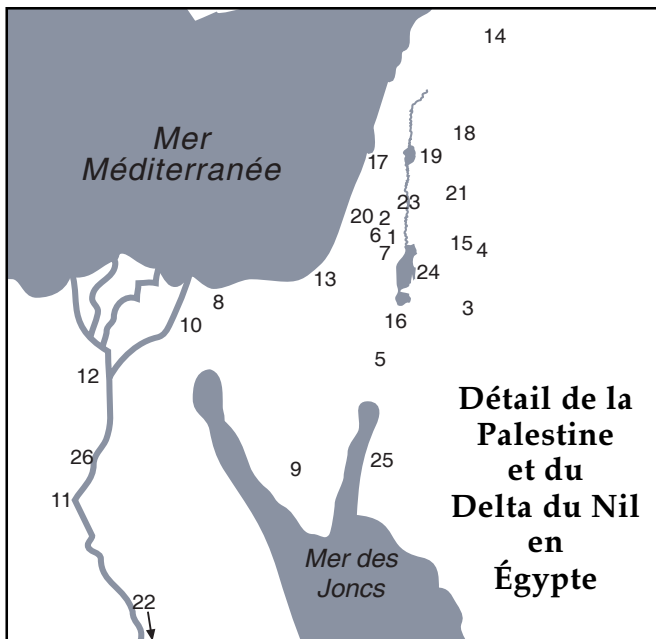 14
Mer
Méditerranée
18
17
19
21
23
20 2
6 1
15
7
4
24
13
8
3
10
16
5
12
Détail de la
Palestine
et du
Delta du Nil
en
Égypte
26
9
25
11
Mer des
Joncs
22